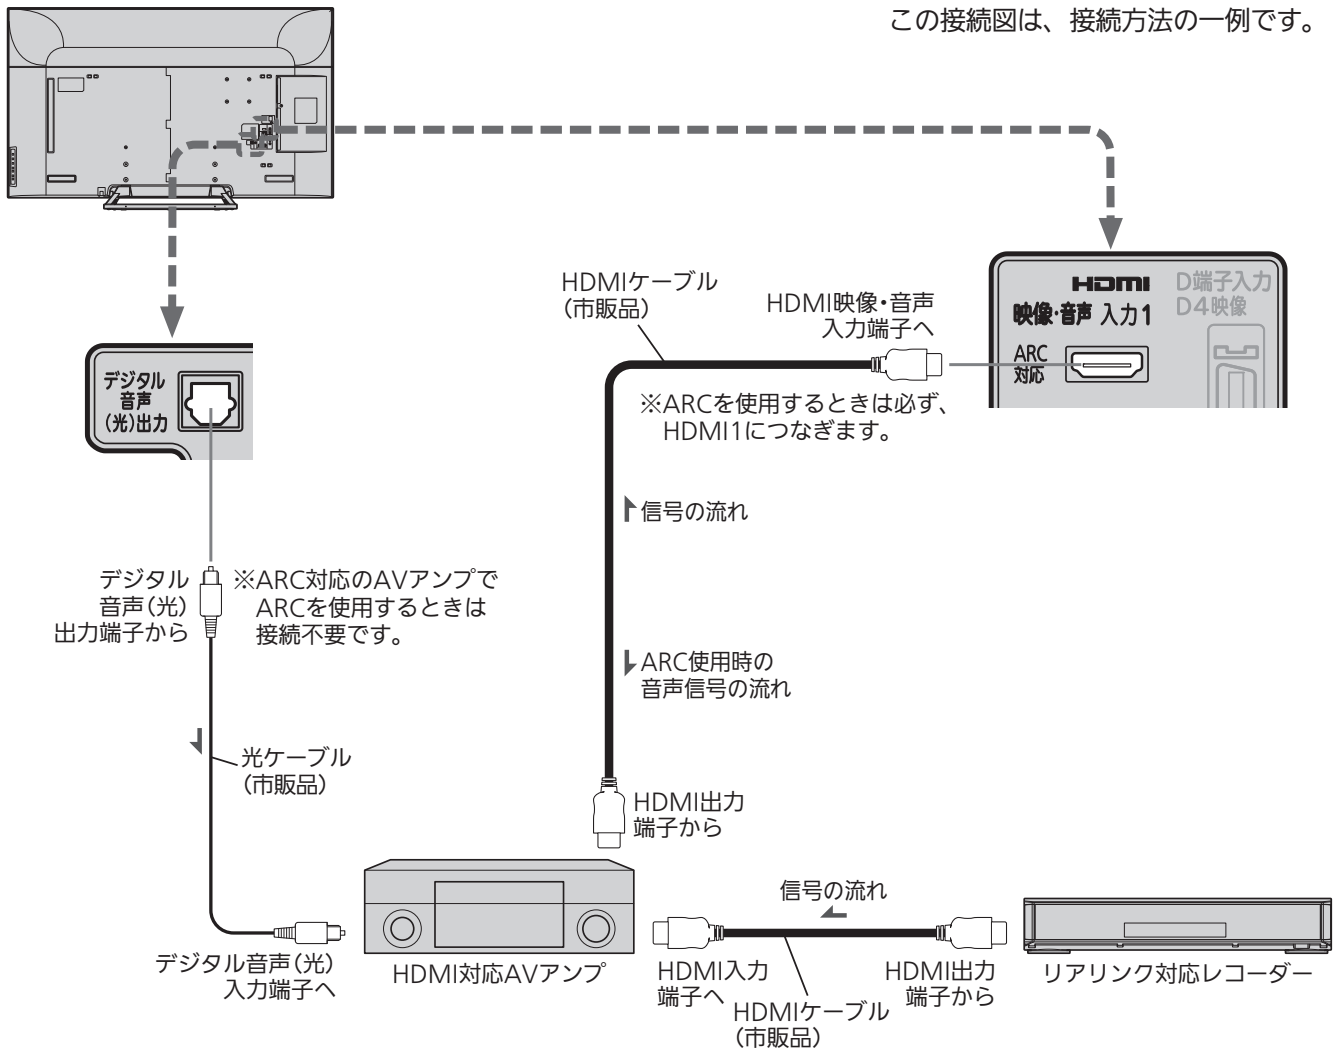 この接続図は、接続方法の一例です。
HDMIケーブル
（市販品）
HDMI映像・音声
入力端子へ
HDMI
映像・音声 入力1
D端子入力
D4映像
ARC
対応
※ARCを使用するときは必ず、
HDMI1につなぎます。
デジタル
音声
（光）出力
信号の流れ
デジタル
音声（光）
出力端子から
※ARC対応のAVアンプで
ARCを使用するときは
接続不要です。
ARC使用時の
音声信号の流れ
光ケーブル
（市販品）
HDMI出力
端子から
信号の流れ
デジタル音声（光）
入力端子へ
HDMI対応AVアンプ
HDMI入力
端子へ
HDMIケーブル
（市販品）
HDMI出力
端子から
リアリンク対応レコーダー